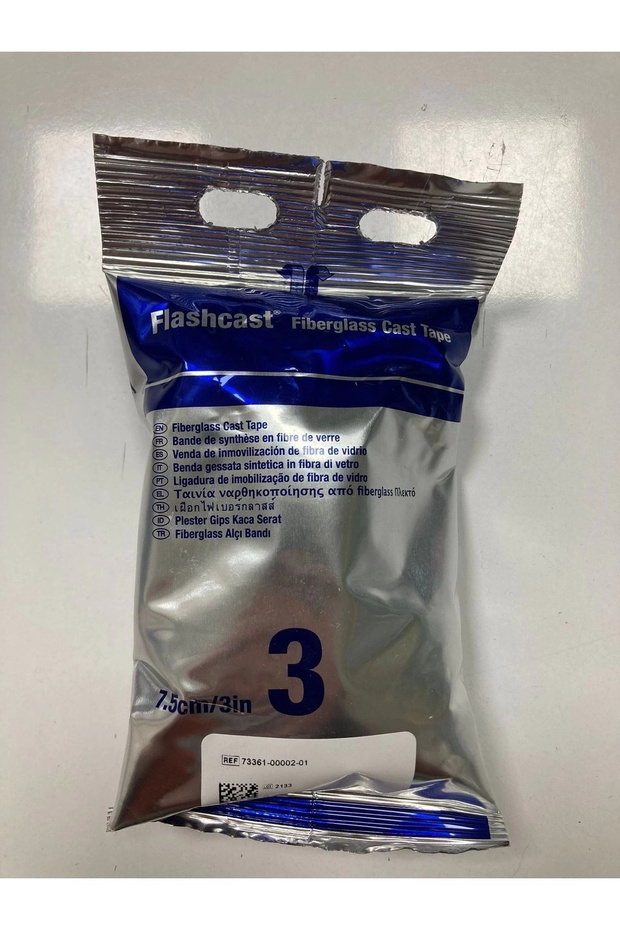 Flashcast® Fiberglass Cast Tape
EN Fiberglass Cast Tape
FR Bande de synthèse en fibre de verre
ES Venda de inmovilización de fibra de vidrio
IT Benda gessata sintetica in fibra di vetro
PT Ligadura de imobilização de fibra de vidro
EL Ταινία ναρθηκοποίησης από fiberglass Πλεκτό
TH เฝือกไฟเบอร์กลาสส์
ID Plester Gips Kaca Serat
TR Fiberglass Alçı Bandı
7.5cm/3in 3
REF 73361-00002-01
2133